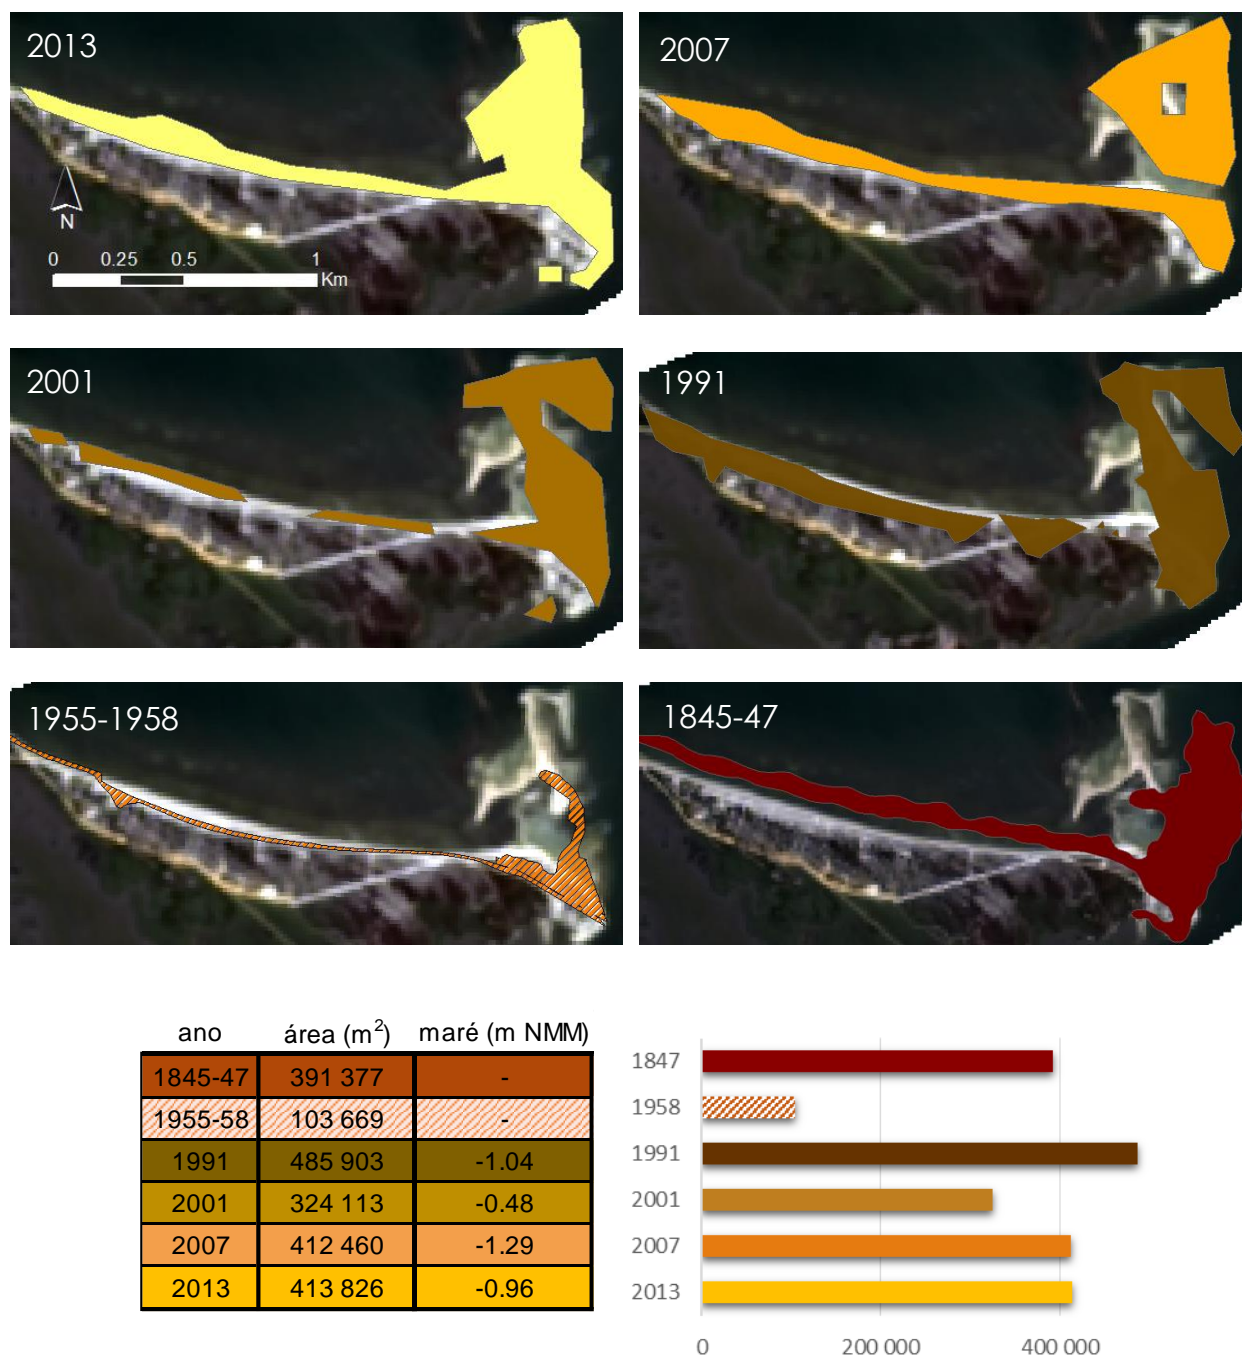 2013
2007
N
0 0.25 0.5 1
Km
2001
1991
1955-1958
1845-47
ano área (m²) maré (m NMM)
1845-47 391 377 -
1955-58 103 669 -
1991 485 903 -1.04
2001 324 113 -0.48
2007 412 460 -1.29
2013 413 826 -0.96
1847
1958
1991
2001
2007
2013
0 200 000 400 000